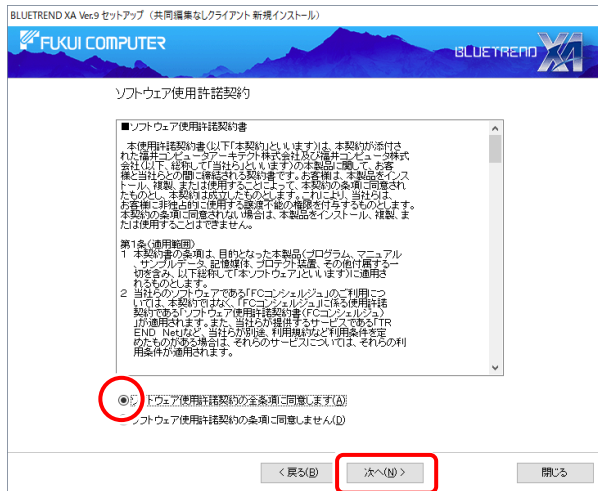 BLUETREND XA Ver.9 セットアップ（共同編集なしクライアント 新規インストール）
FUKUI COMPUTER
BLUETREND XA
ソフトウェア使用許諾契約
■ソフトウェア使用許諾契約書
本使用許諾契約書(以下「本契約」といいます)は、本契約が添付さ
れた福井コンピュータアーキテクト株式会社及び福井コンピュータ株式
会社(以下、総称して「当社ら」といいます)の本製品に関して、お客
様と当社らとの間に締結される契約書です。お客様は、本製品をインス
トール、複製、または使用することによって、本契約の条項に同意され
たものとし、本契約は成立したものとします。これにより、当社らは、
お客様に非独占的に使用する譲渡不能の権限を付与するものとします。
本契約の条項に同意されない場合は、本製品をインストール、複製、ま
たは使用することはできません。
第1条(適用範囲)
1 本契約書の条項は、目的となった本製品(プログラム、マニュアル
、サンプルデータ、記憶媒体、プロテクト装置、その他付属する一
切を含み、以下総称して「本ソフトウェア」といいます)に適用さ
れるものとします。
2 当社らのソフトウェアである「FCコンシェルジュ」のご利用につ
いては、本契約ではなく、「FCコンシェルジュ」に係る使用許諾
契約である「ソフトウェア使用許諾契約書(FCコンシェルジュ)
」が適用されます。また、当社らが提供するサービスである「TR
END Net」など、当社らが別途、利用規約など利用条件を定
めたものがある場合は、それらのサービスについては、それらの利
用条件が適用されます。
ソフトウェア使用許諾契約の全条項に同意します(A)
ソフトウェア使用許諾契約の条項に同意しません(D)
< 戻る(B)
次へ(N) >
閉じる